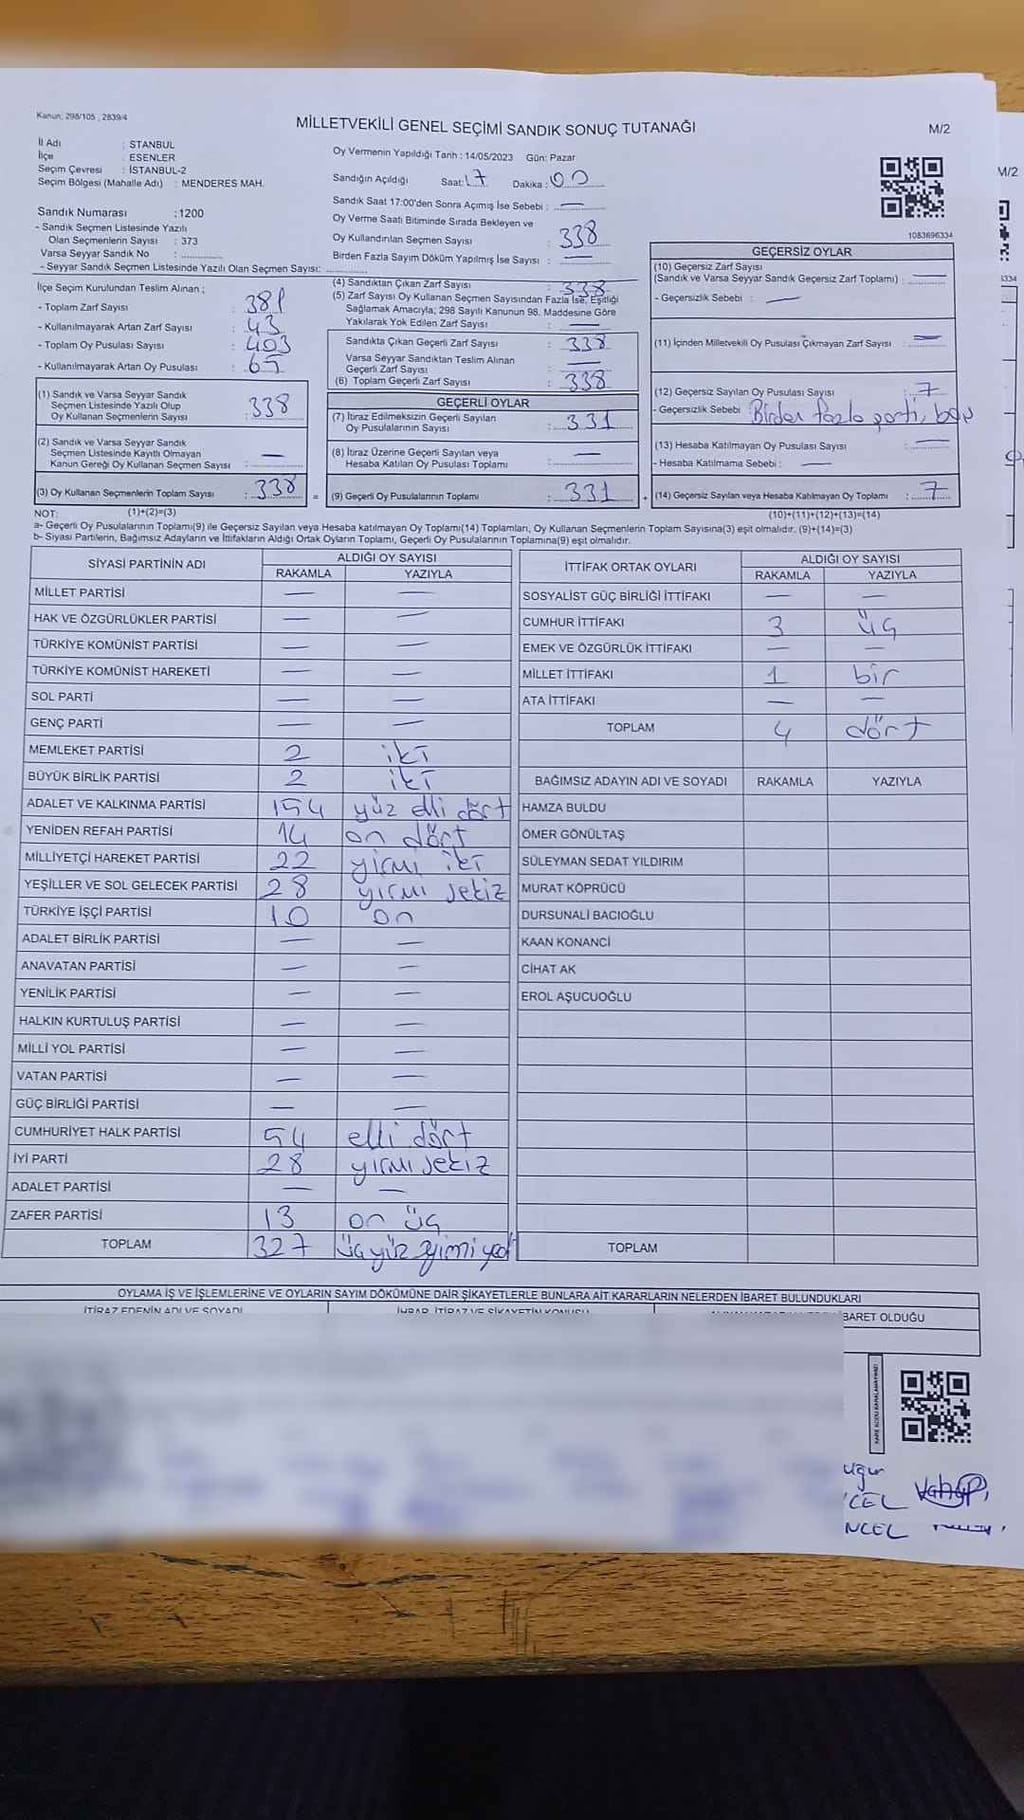 Kanun, 298/105 , 2839/4
MİLLETVEKİLİ GENEL SEÇİMİ SANDIK SONUÇ TUTANAĞI
M/2
M/2
İl Adı : STANBUL
İlçe : ESENLER
Seçim Çevresi : İSTANBUL-2
Seçim Bölgesi (Mahalle Adı) : MENDERES MAH.
Sandık Numarası :1200
- Sandık Seçmen Listesinde Yazılı
Olan Seçmenlerin Sayısı : 373
Varsa Seyyar Sandık No :
- Seyyar Sandık Seçmen Listesinde Yazılı Olan Seçmen Sayısı:
Oy Vermenin Yapıldığı Tarih : 14/05/2023 Gün: Pazar
Sandığın Açıldığı Saat: 17 Dakika : 00
Sandık Saat 17:00'den Sonra Açımış İse Sebebi : —
Oy Verme Saati Bitiminde Sırada Bekleyen ve
Oy Kullandırılan Seçmen Sayısı : 338
Birden Fazla Sayım Döküm Yapılmış İse Sayısı : —
1083696334
İlçe Seçim Kurulundan Teslim Alınan ;
- Toplam Zarf Sayısı : 381
- Kullanılmayarak Artan Zarf Sayısı : 43
- Toplam Oy Pusulası Sayısı : 403
- Kullanılmayarak Artan Oy Pusulası : 65
(4) Sandıktan Çıkan Zarf Sayısı : 338
(5) Zarf Sayısı Oy Kullanan Seçmen Sayısından Fazla İse, Eşitliği
Sağlamak Amacıyla; 298 Sayılı Kanunun 98. Maddesine Göre
Yakılarak Yok Edilen Zarf Sayısı : —
Sandıkta Çıkan Geçerli Zarf Sayısı : 338
Varsa Seyyar Sandıktan Teslim Alınan
Geçerli Zarf Sayısı : —
(6) Toplam Geçerli Zarf Sayısı : 338
(1) Sandık ve Varsa Seyyar Sandık
Seçmen Listesinde Yazılı Olup
Oy Kullanan Seçmenlerin Sayısı : 338
(2) Sandık ve Varsa Seyyar Sandık
Seçmen Listesinde Kayıtlı Olmayan
Kanun Gereği Oy Kullanan Seçmen Sayısı : —
(3) Oy Kullanan Seçmenlerin Toplam Sayısı : 338
(1)+(2)=(3)
GEÇERLİ OYLAR
(7) İtiraz Edilmeksizin Geçerli Sayılan
Oy Pusulalarının Sayısı : 331
(8) İtiraz Üzerine Geçerli Sayılan veya
Hesaba Katılan Oy Pusulası Toplamı : —
= (9) Geçerli Oy Pusulalarının Toplamı : 331
GEÇERSİZ OYLAR
(10) Geçersiz Zarf Sayısı
(Sandık ve Varsa Seyyar Sandık Geçersiz Zarf Toplamı) : —
- Geçersizlik Sebebi : —
(11) İçinden Milletvekili Oy Pusulası Çıkmayan Zarf Sayısı : —
(12) Geçersiz Sayılan Oy Pusulası Sayısı : 7
- Geçersizlik Sebebi : Birden fazla parti, boş
(13) Hesaba Katılmayan Oy Pusulası Sayısı : —
- Hesaba Katılmama Sebebi : —
+ (14) Geçersiz Sayılan veya Hesaba Katılmayan Oy Toplamı : 7
(10)+(11)+(12)+(13)=(14)
NOT:
a- Geçerli Oy Pusulalarının Toplamı(9) ile Geçersiz Sayılan veya Hesaba katılmayan Oy Toplamı(14) Toplamları, Oy Kullanan Seçmenlerin Toplam Sayısına(3) eşit olmalıdır. (9)+(14)=(3)
b- Siyasi Partilerin, Bağımsız Adayların ve İttifakların Aldığı Ortak Oyların Toplamı, Geçerli Oy Pusulalarının Toplamına(9) eşit olmalıdır.
SİYASİ PARTİNİN ADI ALDIĞI OY SAYISI
RAKAMLA YAZIYLA
MİLLET PARTİSİ — —
HAK VE ÖZGÜRLÜKLER PARTİSİ — —
TÜRKİYE KOMÜNİST PARTİSİ — —
TÜRKİYE KOMÜNİST HAREKETİ — —
SOL PARTİ — —
GENÇ PARTİ — —
MEMLEKET PARTİSİ 2 iki
BÜYÜK BİRLİK PARTİSİ 2 iki
ADALET VE KALKINMA PARTİSİ 154 yüz elli dört
YENİDEN REFAH PARTİSİ 14 on dört
MİLLİYETÇİ HAREKET PARTİSİ 22 yirmi iki
YEŞİLLER VE SOL GELECEK PARTİSİ 28 yirmi sekiz
TÜRKİYE İŞÇİ PARTİSİ 10 on
ADALET BİRLİK PARTİSİ — —
ANAVATAN PARTİSİ — —
YENİLİK PARTİSİ — —
HALKIN KURTULUŞ PARTİSİ — —
MİLLİ YOL PARTİSİ — —
VATAN PARTİSİ — —
GÜÇ BİRLİĞİ PARTİSİ — —
CUMHURİYET HALK PARTİSİ 54 elli dört
İYİ PARTİ 28 yirmi sekiz
ADALET PARTİSİ — —
ZAFER PARTİSİ 13 on üç
TOPLAM 327 üçyüz yirmi yedi
İTTİFAK ORTAK OYLARI ALDIĞI OY SAYISI
RAKAMLA YAZIYLA
SOSYALİST GÜÇ BİRLİĞİ İTTİFAKI — —
CUMHUR İTTİFAKI 3 üç
EMEK VE ÖZGÜRLÜK İTTİFAKI — —
MİLLET İTTİFAKI 1 bir
ATA İTTİFAKI — —
TOPLAM 4 dört
BAĞIMSIZ ADAYIN ADI VE SOYADI RAKAMLA YAZIYLA
HAMZA BULDU
ÖMER GÖNÜLTAŞ
SÜLEYMAN SEDAT YILDIRIM
MURAT KÖPRÜCÜ
DURSUNALİ BACIOĞLU
KAAN KONANCİ
CİHAT AK
EROL AŞUCUOĞLU
TOPLAM
OYLAMA İŞ VE İŞLEMLERİNE VE OYLARIN SAYIM DÖKÜMÜNE DAİR ŞİKAYETLERLE BUNLARA AİT KARARLARIN NELERDEN İBARET BULUNDUKLARI
İTİRAZ EDENİN ADI VE SOYADI İHBAR, İTİRAZ VE ŞİKAYETİN KONUSU BARET OLDUĞU
KARE KODU KARALAMAYINIZ!
uğur
CEL
NCEL